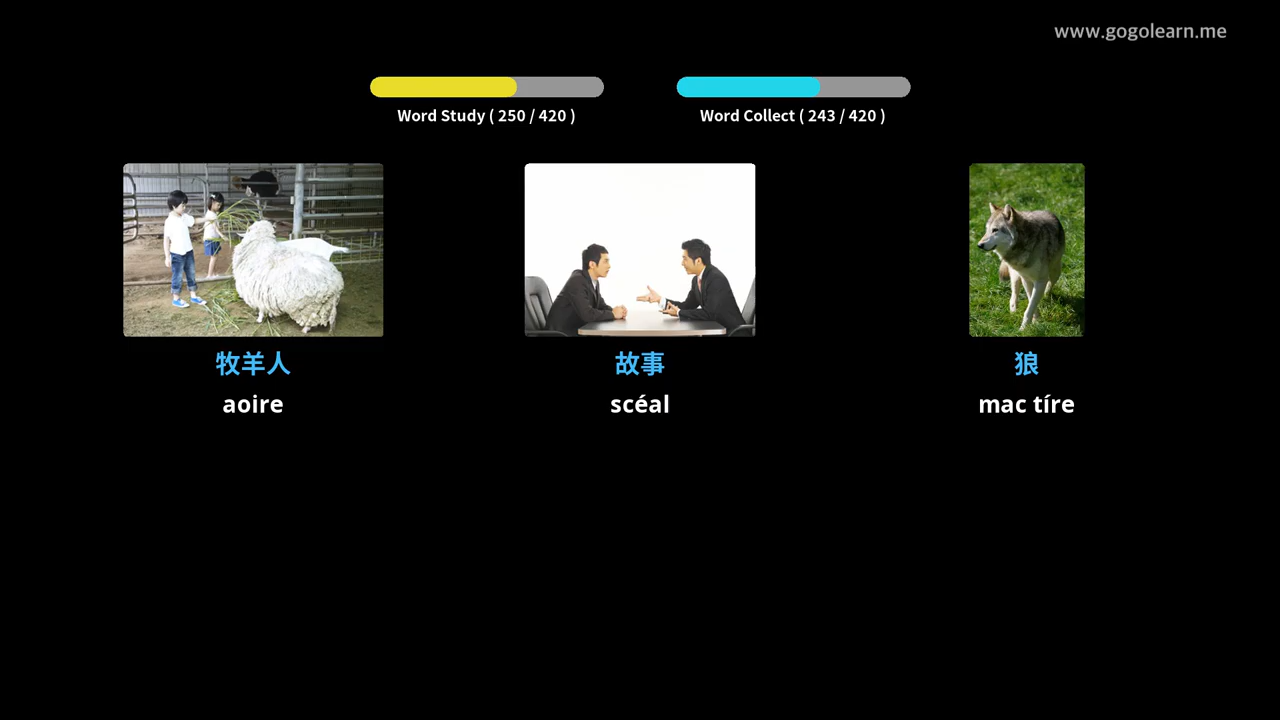 www.gogolearn.me
Word Study ( 250 / 420 )
Word Collect ( 243 / 420 )
牧羊人
故事
狼
aoire
scéal
mac tíre